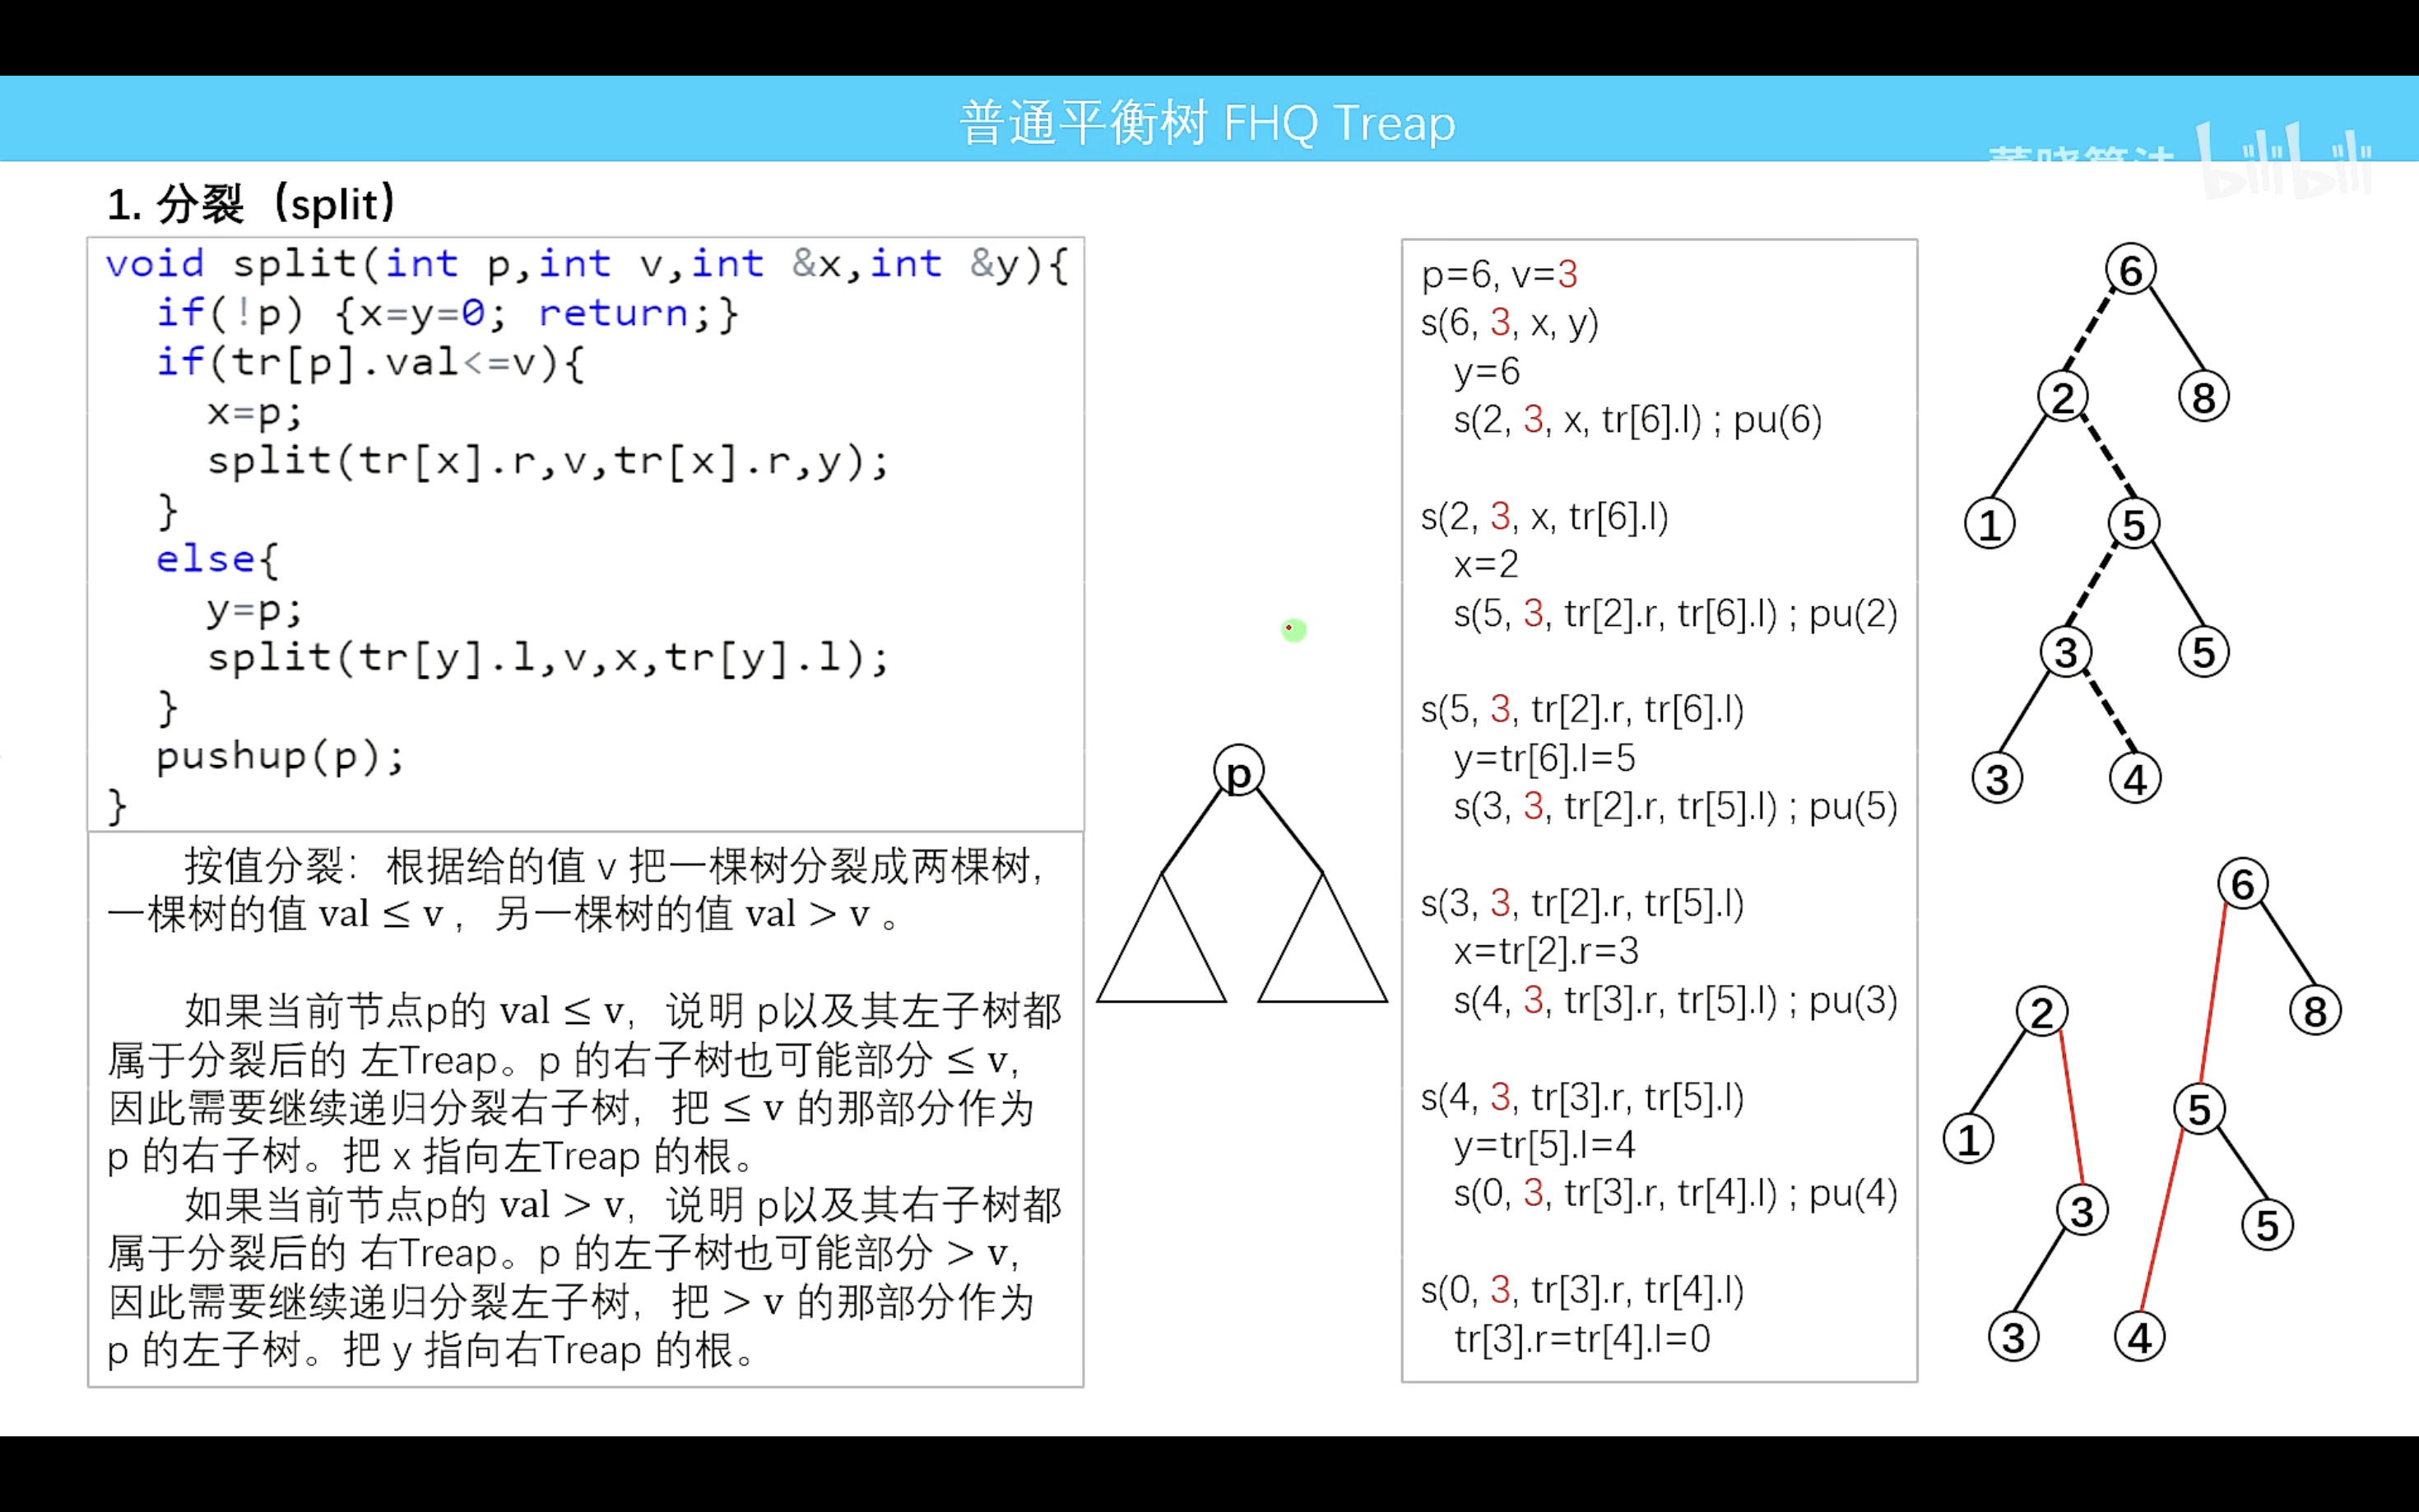 普通平衡树 FHQ Treap
bilibili
1. 分裂（split）
void split(int p,int v,int &x,int &y){
if(!p) {x=y=0; return;}
if(tr[p].val<=v){
x=p;
split(tr[x].r,v,tr[x].r,y);
}
else{
y=p;
split(tr[y].l,v,x,tr[y].l);
}
pushup(p);
}
按值分裂：根据给的值 v 把一棵树分裂成两棵树，
一棵树的值 val ≤ v ，另一棵树的值 val > v 。
如果当前节点p的 val ≤ v，说明 p以及其左子树都
属于分裂后的 左Treap。p 的右子树也可能部分 ≤ v，
因此需要继续递归分裂右子树，把 ≤ v 的那部分作为
p 的右子树。把 x 指向左Treap 的根。
如果当前节点p的 val > v，说明 p以及其右子树都
属于分裂后的 右Treap。p 的左子树也可能部分 > v，
因此需要继续递归分裂左子树，把 > v 的那部分作为
p 的左子树。把 y 指向右Treap 的根。
p
p=6, v=3
s(6, 3, x, y)
y=6
s(2, 3, x, tr[6].l) ; pu(6)
s(2, 3, x, tr[6].l)
x=2
s(5, 3, tr[2].r, tr[6].l) ; pu(2)
s(5, 3, tr[2].r, tr[6].l)
y=tr[6].l=5
s(3, 3, tr[2].r, tr[5].l) ; pu(5)
s(3, 3, tr[2].r, tr[5].l)
x=tr[2].r=3
s(4, 3, tr[3].r, tr[5].l) ; pu(3)
s(4, 3, tr[3].r, tr[5].l)
y=tr[5].l=4
s(0, 3, tr[3].r, tr[4].l) ; pu(4)
s(0, 3, tr[3].r, tr[4].l)
tr[3].r=tr[4].l=0
6
2 8
1 5
3 5
3 4
6
2 8
5
1
3 5
3 4